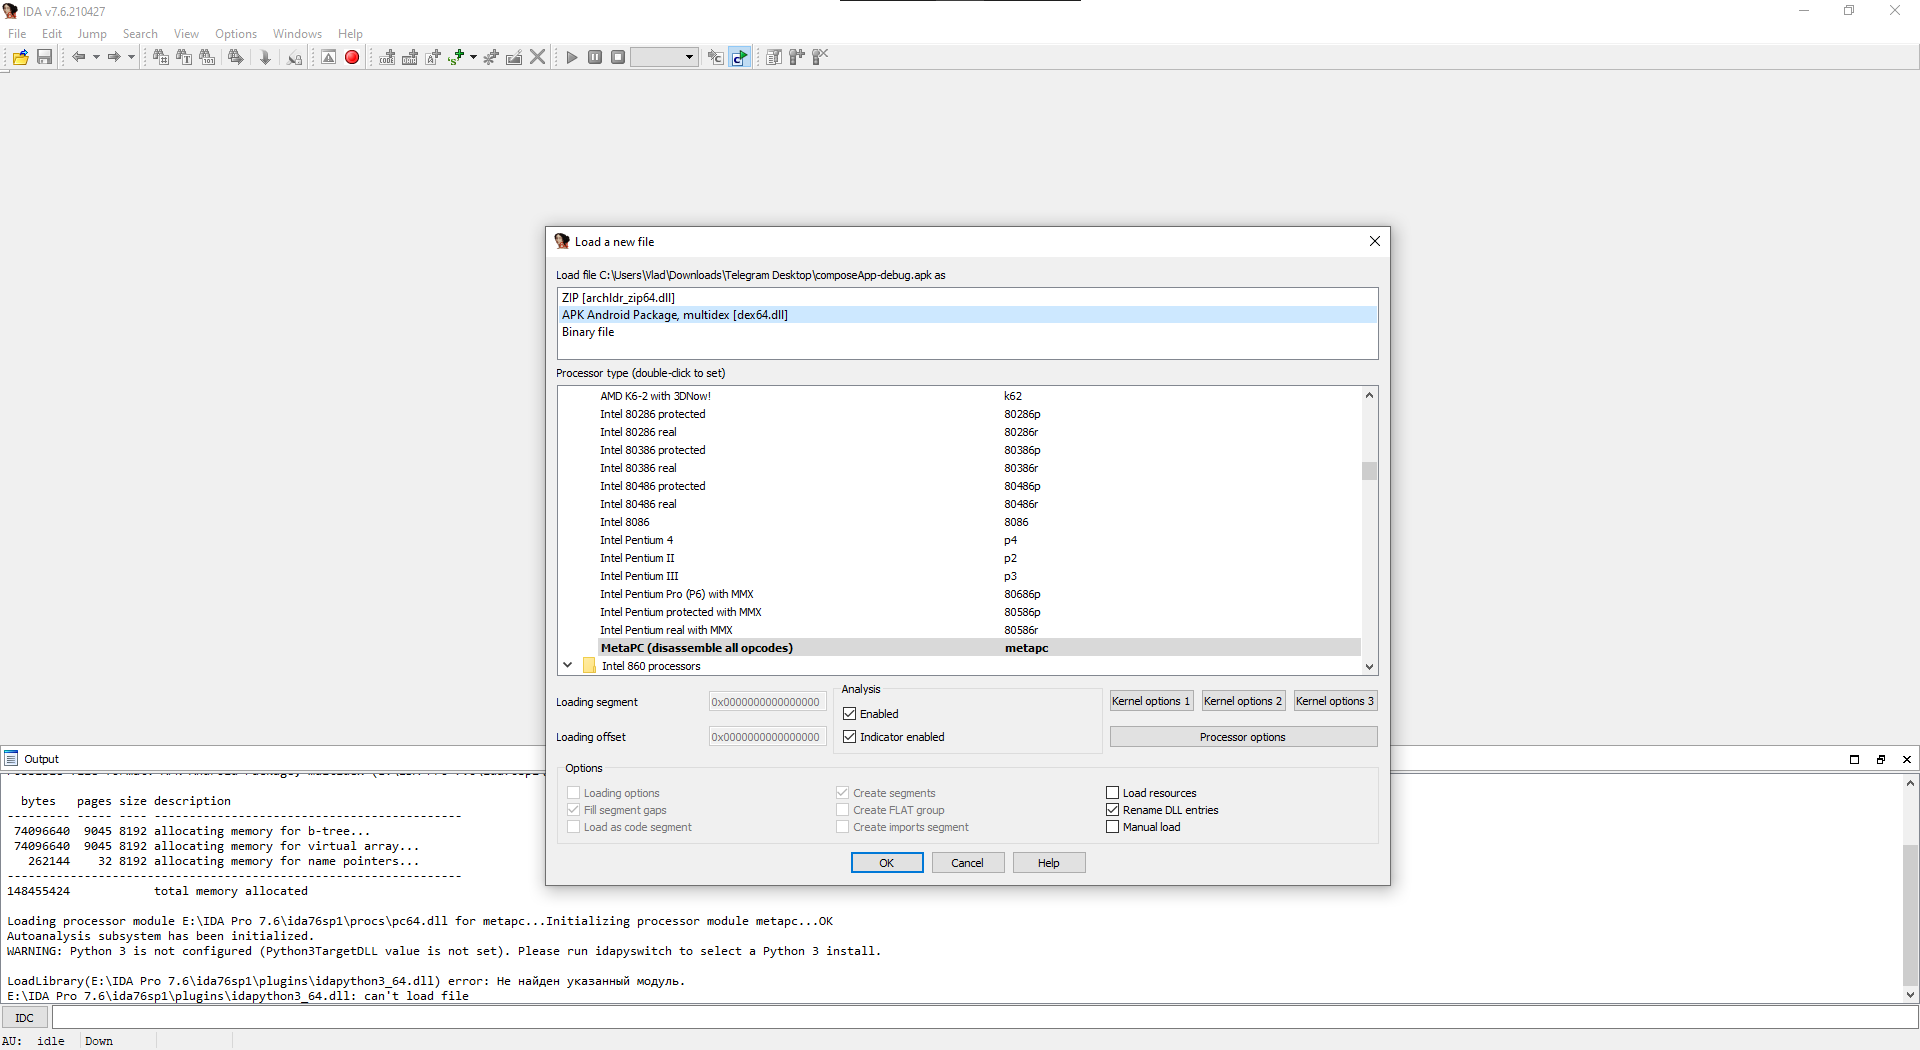 IDA v7.6.210427
File Edit Jump Search View Options Windows Help
Load a new file
Load file C:\Users\Vlad\Downloads\Telegram Desktop\composeApp-debug.apk as
ZIP [archldr_zip64.dll]
APK Android Package, multidex [dex64.dll]
Binary file
Processor type (double-click to set)
AMD K6-2 with 3DNow! k62
Intel 80286 protected 80286p
Intel 80286 real 80286r
Intel 80386 protected 80386p
Intel 80386 real 80386r
Intel 80486 protected 80486p
Intel 80486 real 80486r
Intel 8086 8086
Intel Pentium 4 p4
Intel Pentium II p2
Intel Pentium III p3
Intel Pentium Pro (P6) with MMX 80686p
Intel Pentium protected with MMX 80586p
Intel Pentium real with MMX 80586r
MetaPC (disassemble all opcodes) metapc
Intel 860 processors
Loading segment 0x0000000000000000
Loading offset 0x0000000000000000
Analysis
Enabled
Indicator enabled
Kernel options 1 Kernel options 2 Kernel options 3
Processor options
Options
Loading options Create segments Load resources
Fill segment gaps Create FLAT group Rename DLL entries
Load as code segment Create imports segment Manual load
OK Cancel Help
Output
bytes pages size description
--------- ----- ---- --------------------------------------------
74096640 9045 8192 allocating memory for b-tree...
74096640 9045 8192 allocating memory for virtual array...
262144 32 8192 allocating memory for name pointers...
-----------------------------------------------------------------
148455424 total memory allocated
Loading processor module E:\IDA Pro 7.6\ida76sp1\procs\pc64.dll for metapc...Initializing processor module metapc...OK
Autoanalysis subsystem has been initialized.
WARNING: Python 3 is not configured (Python3TargetDLL value is not set). Please run idapyswitch to select a Python 3 install.
LoadLibrary(E:\IDA Pro 7.6\ida76sp1\plugins\idapython3_64.dll) error: Не найден указанный модуль.
E:\IDA Pro 7.6\ida76sp1\plugins\idapython3_64.dll: can't load file
IDC
AU: idle Down